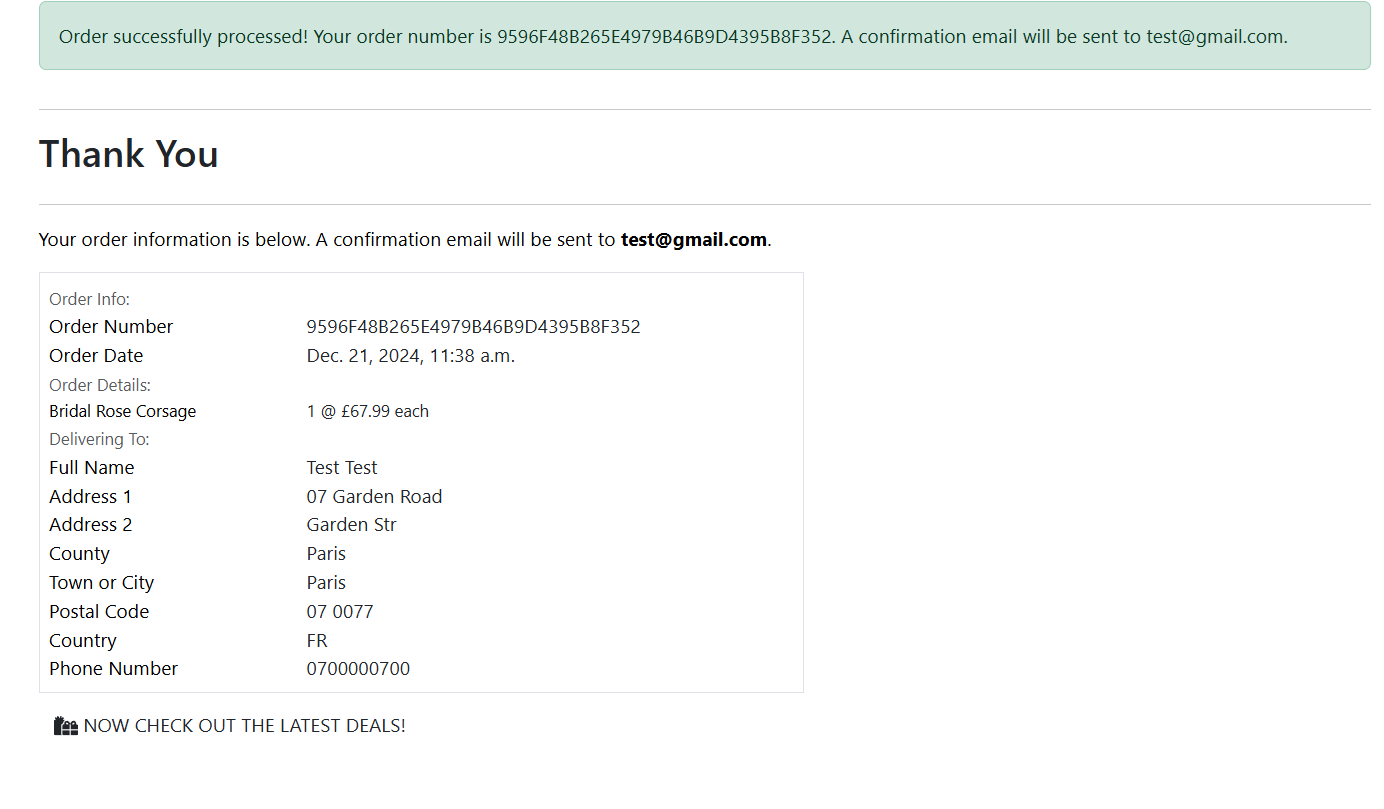 Order successfully processed! Your order number is 9596F48B265E4979B46B9D4395B8F352. A confirmation email will be sent to test@gmail.com.
Thank You
Your order information is below. A confirmation email will be sent to test@gmail.com.
Order Info:
Order Number 9596F48B265E4979B46B9D4395B8F352
Order Date Dec. 21, 2024, 11:38 a.m.
Order Details:
Bridal Rose Corsage 1 @ £67.99 each
Delivering To:
Full Name Test Test
Address 1 07 Garden Road
Address 2 Garden Str
County Paris
Town or City Paris
Postal Code 07 0077
Country FR
Phone Number 0700000700
NOW CHECK OUT THE LATEST DEALS!